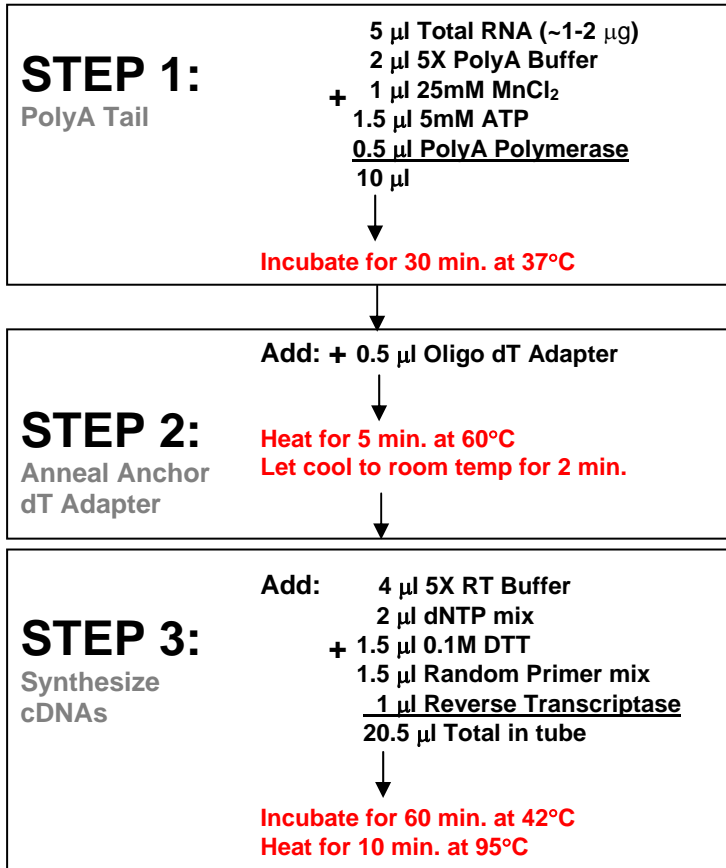 STEP 1:
PolyA Tail
5 µl Total RNA (~1-2 µg)
2 µl 5X PolyA Buffer
+ 1 µl 25mM MnCl₂
1.5 µl 5mM ATP
0.5 µl PolyA Polymerase
10 µl
Incubate for 30 min. at 37°C
Add: + 0.5 µl Oligo dT Adapter
STEP 2:
Anneal Anchor
dT Adapter
Heat for 5 min. at 60°C
Let cool to room temp for 2 min.
STEP 3:
Synthesize
cDNAs
Add: 4 µl 5X RT Buffer
2 µl dNTP mix
+ 1.5 µl 0.1M DTT
1.5 µl Random Primer mix
1 µl Reverse Transcriptase
20.5 µl Total in tube
Incubate for 60 min. at 42°C
Heat for 10 min. at 95°C